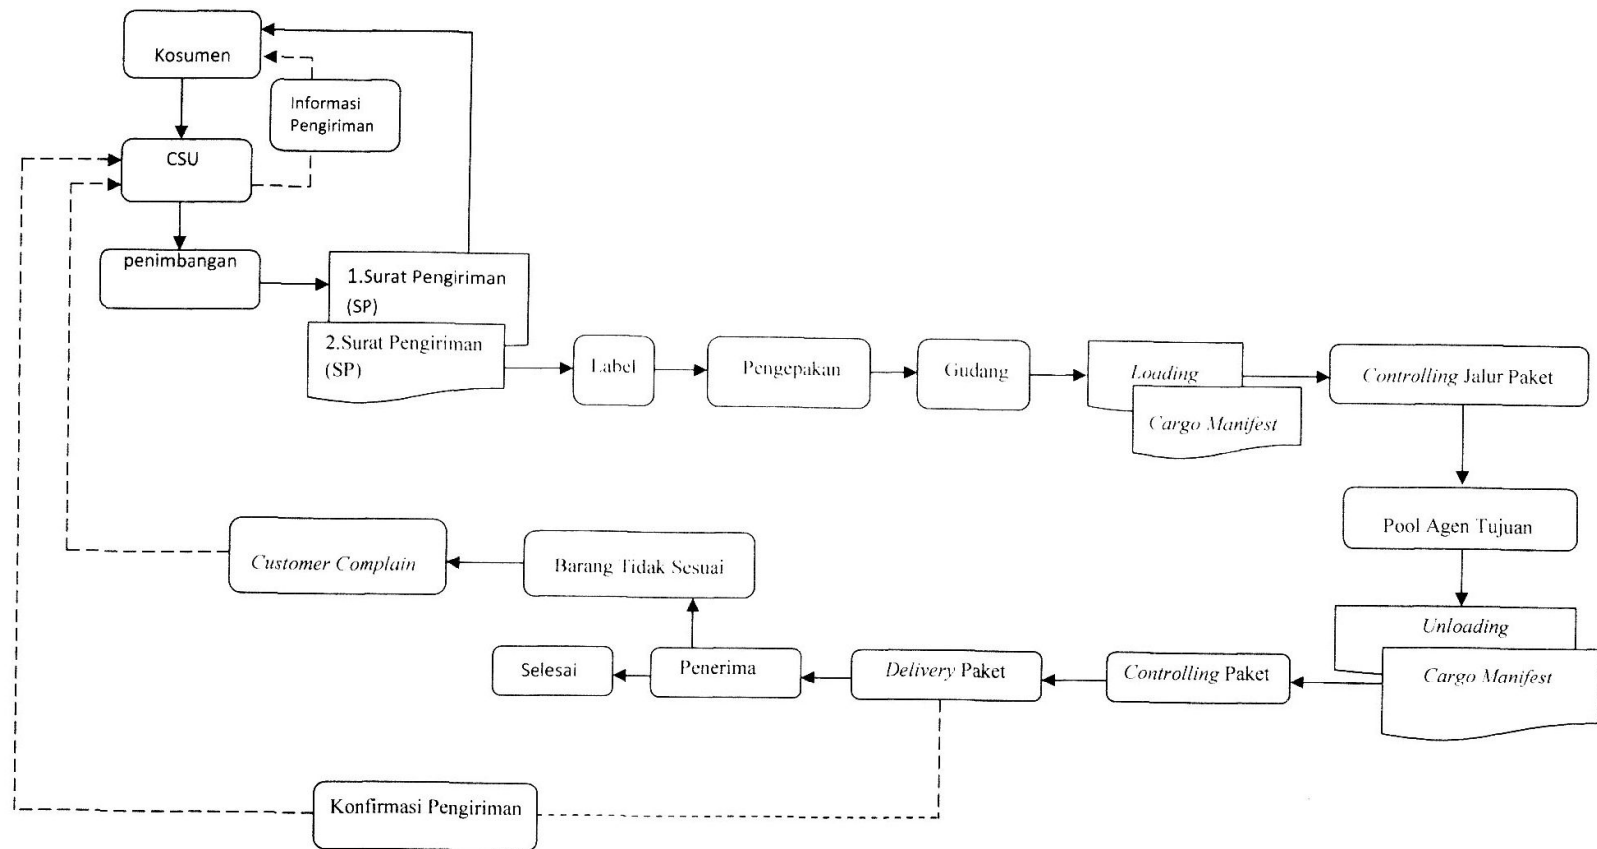 Kosumen
Informasi
Pengiriman
CSU
penimbangan
1.Surat Pengiriman
(SP)
2.Surat Pengiriman
(SP)
Label
Pengepakan
Gudang
Loading
Cargo Manifest
Controlling Jalur Paket
Pool Agen Tujuan
Unloading
Cargo Manifest
Controlling Paket
Delivery Paket
Penerima
Selesai
Barang Tidak Sesuai
Customer Complain
Konfirmasi Pengiriman